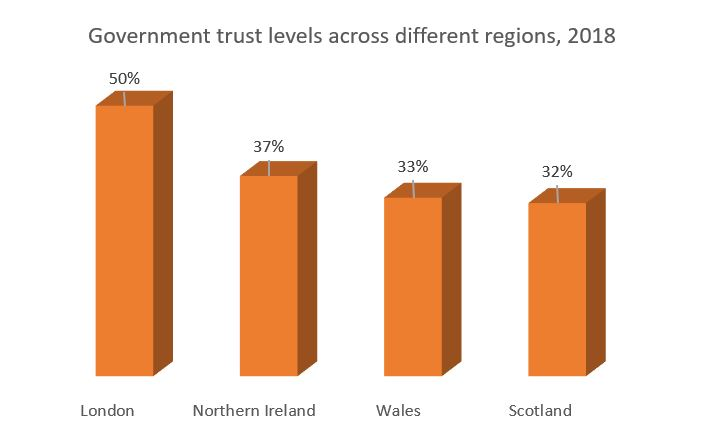 Government trust levels across different regions, 2018
50%
37%
33%
32%
London Northern Ireland Wales Scotland